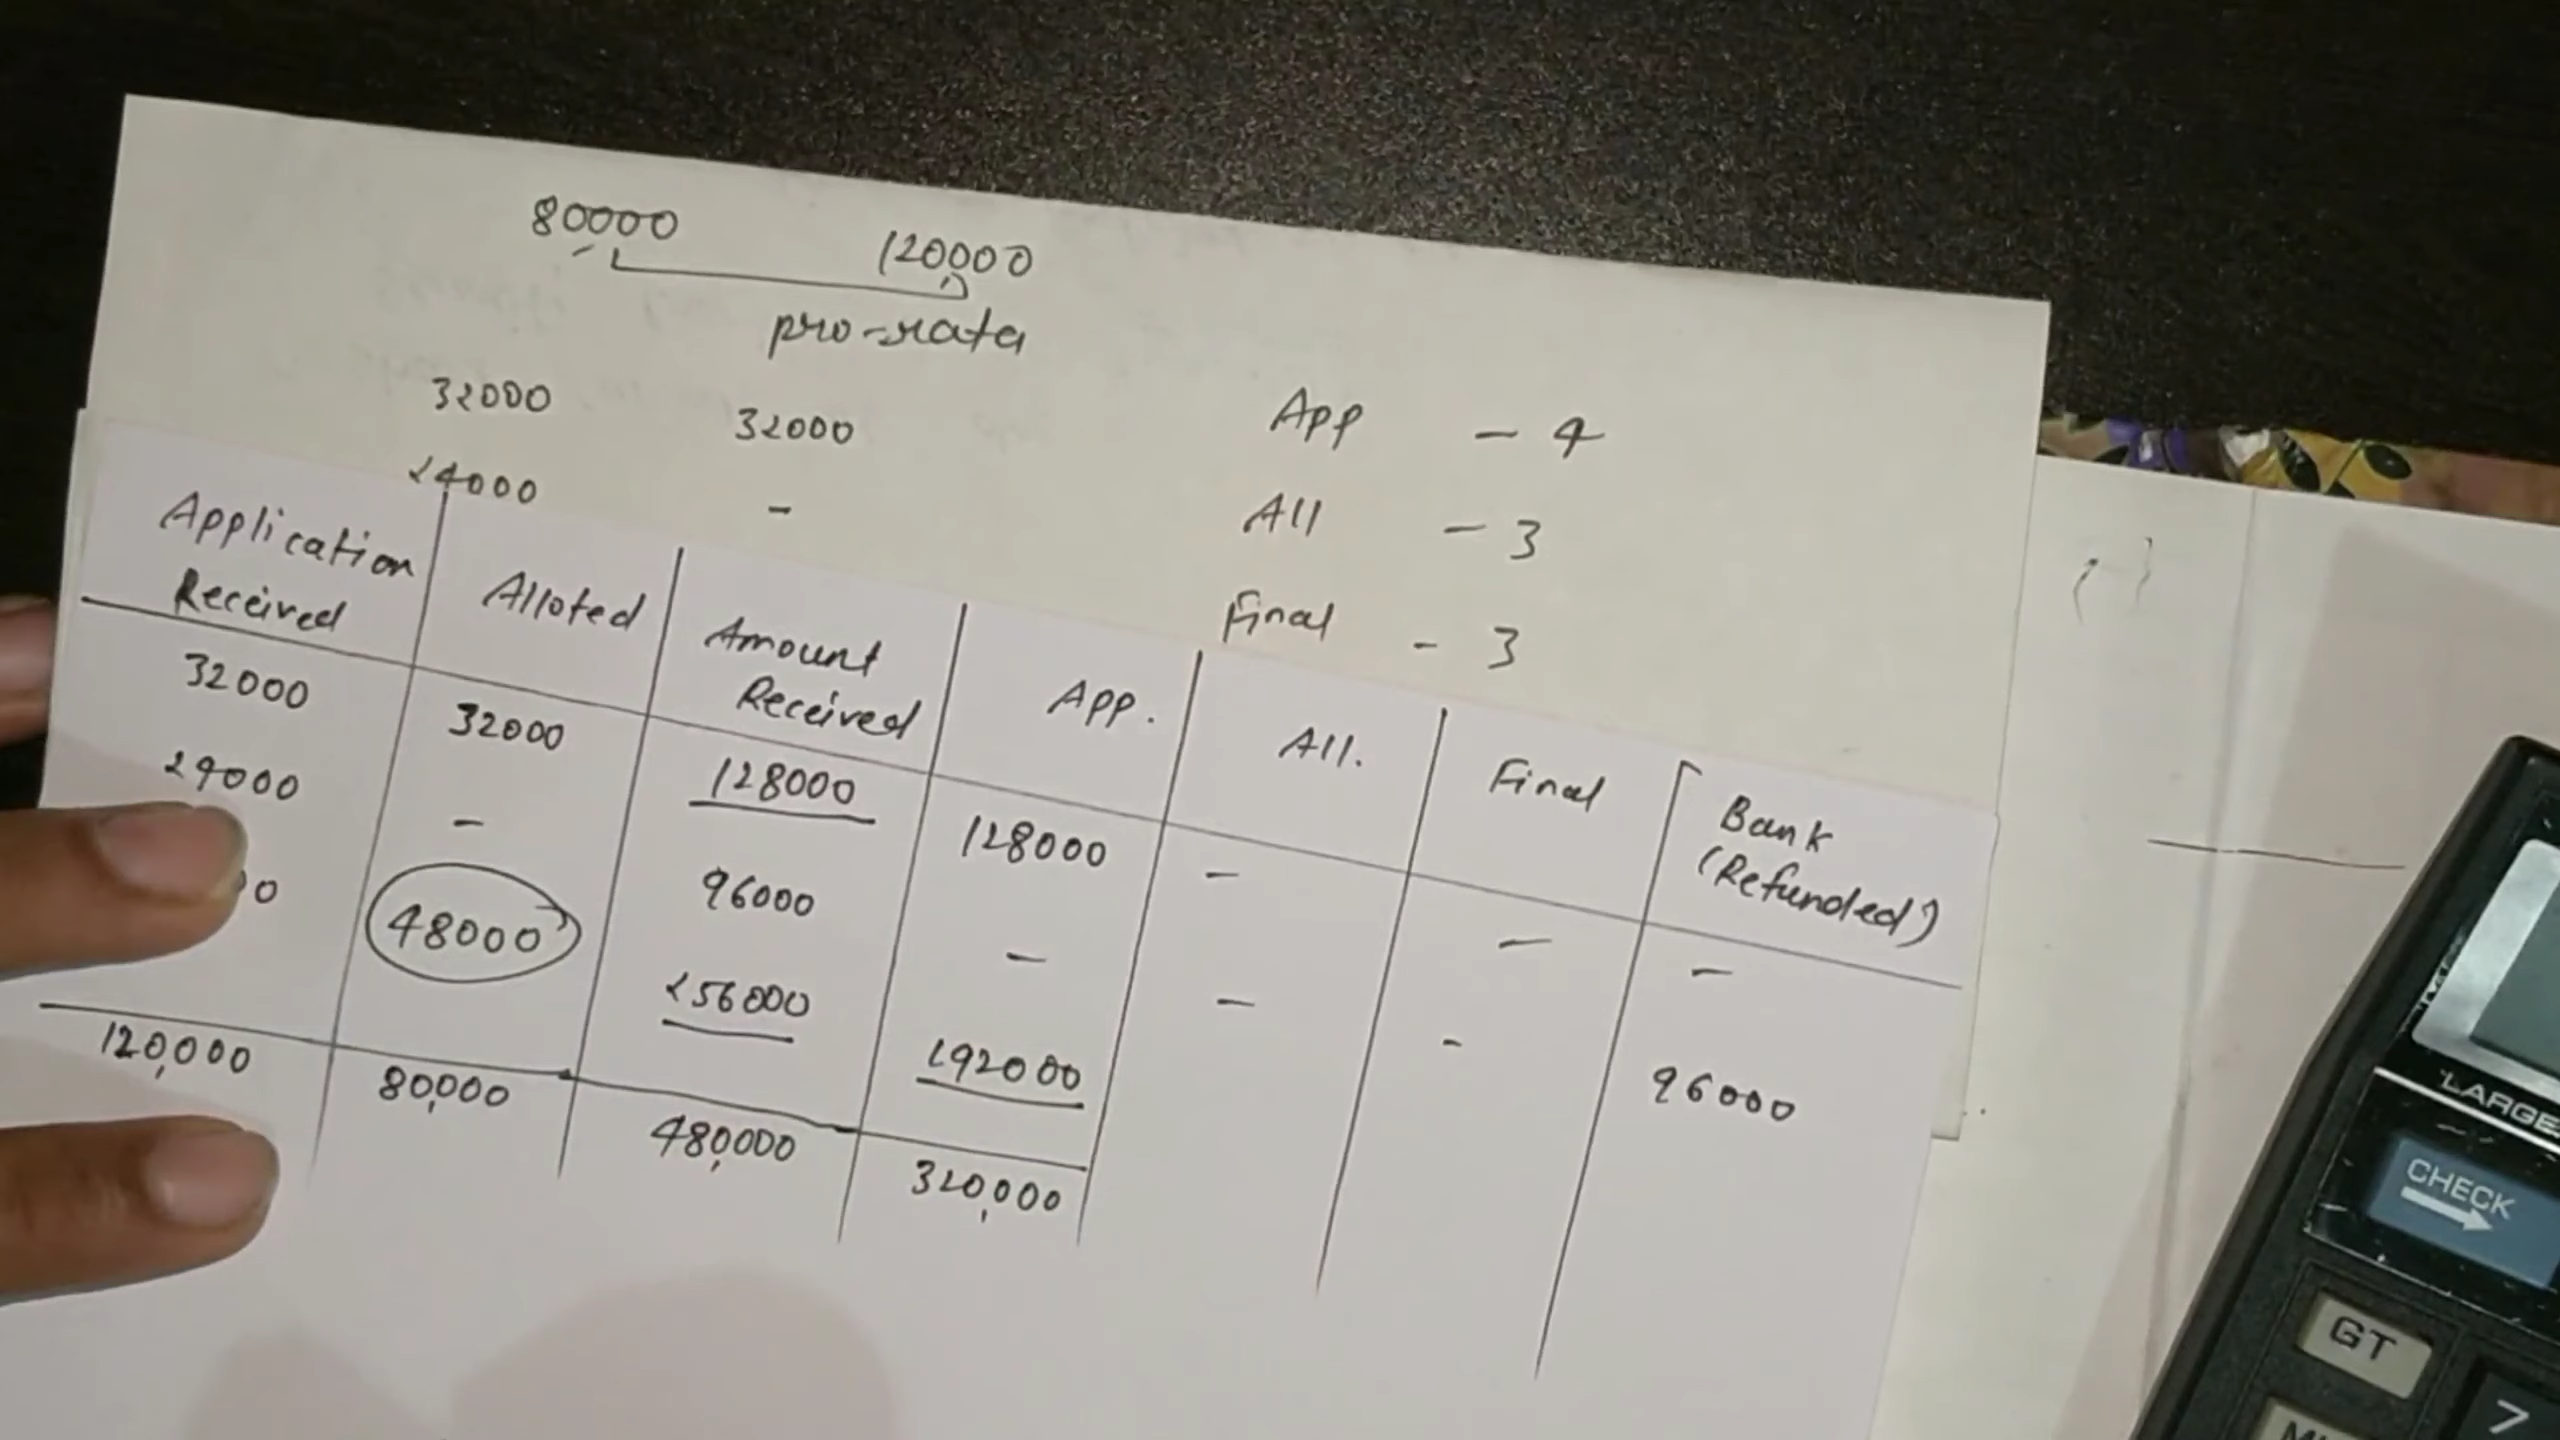 80000 120000
pro-rata
32000 32000
24000 -
App - 4
All - 3
Final - 3
Application Received Alloted Amount Received App. All. Final Bank (Refunded)
32000 32000 128000 128000 - - -
24000 - 96000 - - - 96000
00 48000 256000 192000
120,000 80,000 480,000 320,000
LARGE
CHECK
GT
7